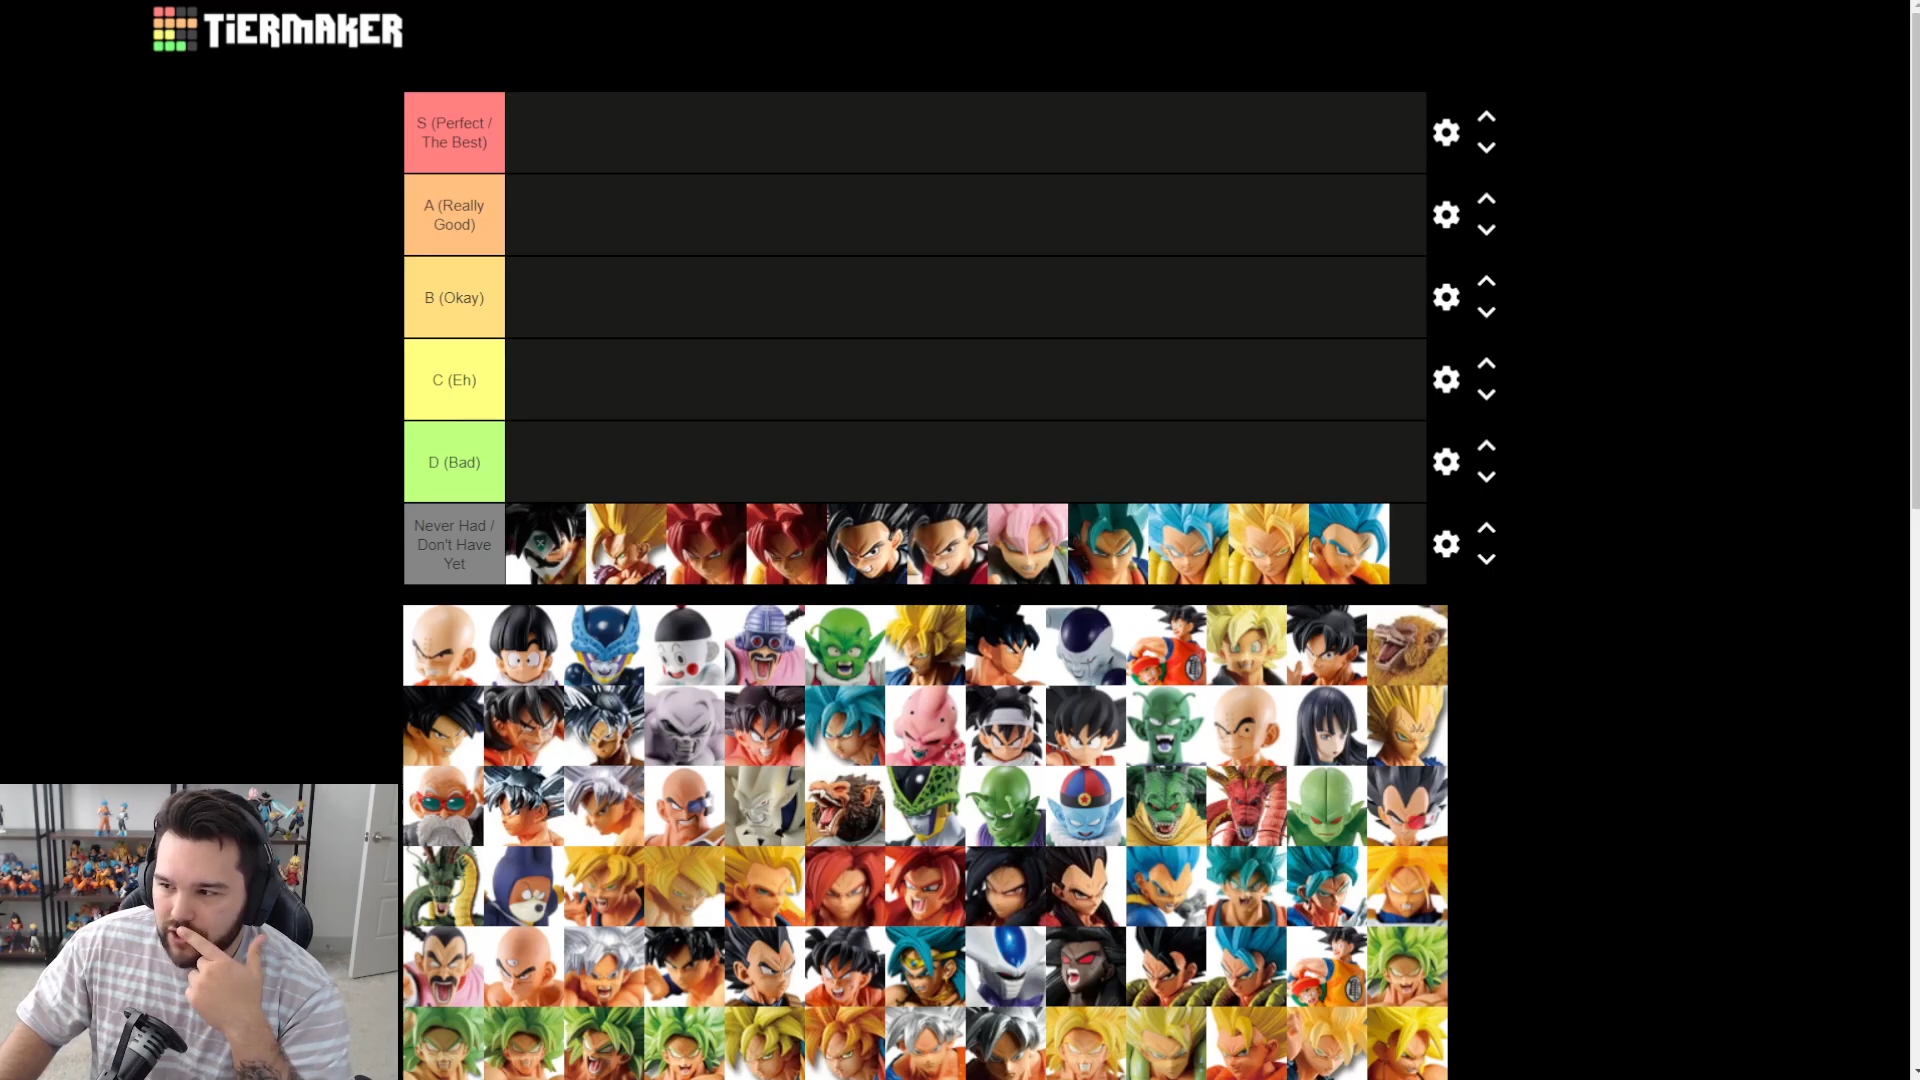 TiERMAKER
S (Perfect /
The Best)
A (Really
Good)
B (Okay)
C (Eh)
D (Bad)
Never Had /
Don't Have
Yet